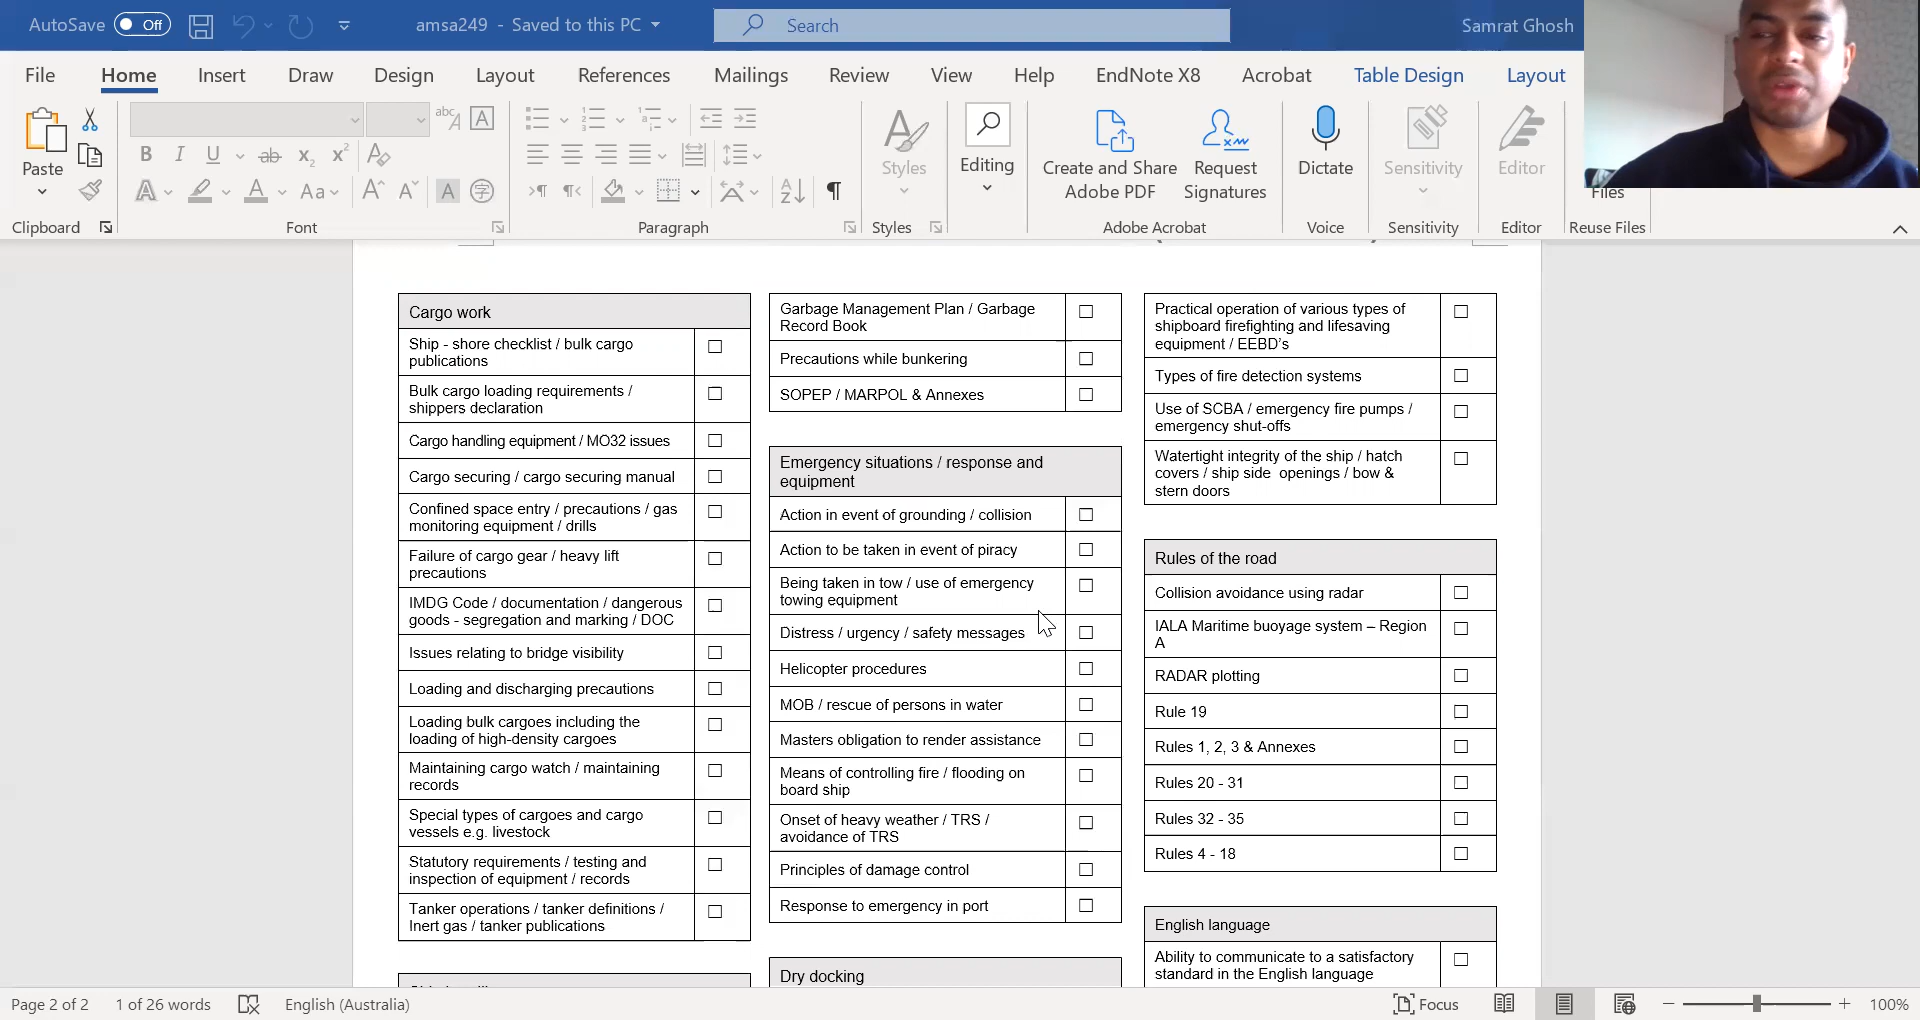 AutoSave Off
amsa249 - Saved to this PC
Search
Samrat Ghosh
File Home Insert Draw Design Layout References Mailings Review View Help EndNote X8 Acrobat Table Design Layout
Paste
Clipboard
abc
A
B I U ab x₂ x² A
A A Aa A A A 字
Font
Paragraph
Styles
Styles
Editing
Create and Share
Adobe PDF
Request
Signatures
Adobe Acrobat
Dictate
Voice
Sensitivity
Sensitivity
Editor
Editor
Files
Reuse Files
Cargo work
Ship - shore checklist / bulk cargo
publications
Bulk cargo loading requirements /
shippers declaration
Cargo handling equipment / MO32 issues
Cargo securing / cargo securing manual
Confined space entry / precautions / gas
monitoring equipment / drills
Failure of cargo gear / heavy lift
precautions
IMDG Code / documentation / dangerous
goods - segregation and marking / DOC
Issues relating to bridge visibility
Loading and discharging precautions
Loading bulk cargoes including the
loading of high-density cargoes
Maintaining cargo watch / maintaining
records
Special types of cargoes and cargo
vessels e.g. livestock
Statutory requirements / testing and
inspection of equipment / records
Tanker operations / tanker definitions /
Inert gas / tanker publications
Garbage Management Plan / Garbage
Record Book
Precautions while bunkering
SOPEP / MARPOL & Annexes
Emergency situations / response and
equipment
Action in event of grounding / collision
Action to be taken in event of piracy
Being taken in tow / use of emergency
towing equipment
Distress / urgency / safety messages
Helicopter procedures
MOB / rescue of persons in water
Masters obligation to render assistance
Means of controlling fire / flooding on
board ship
Onset of heavy weather / TRS /
avoidance of TRS
Principles of damage control
Response to emergency in port
Dry docking
Practical operation of various types of
shipboard firefighting and lifesaving
equipment / EEBD's
Types of fire detection systems
Use of SCBA / emergency fire pumps /
emergency shut-offs
Watertight integrity of the ship / hatch
covers / ship side openings / bow &
stern doors
Rules of the road
Collision avoidance using radar
IALA Maritime buoyage system – Region
A
RADAR plotting
Rule 19
Rules 1, 2, 3 & Annexes
Rules 20 - 31
Rules 32 - 35
Rules 4 - 18
English language
Ability to communicate to a satisfactory
standard in the English language
Page 2 of 2 1 of 26 words English (Australia)
Focus
100%